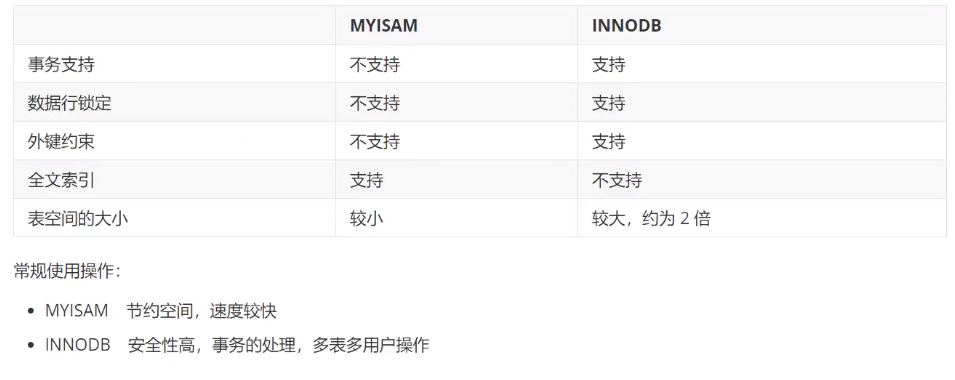 MYISAM INNODB
事务支持 不支持 支持
数据行锁定 不支持 支持
外键约束 不支持 支持
全文索引 支持 不支持
表空间的大小 较小 较大，约为 2 倍
常规使用操作：
• MYISAM 节约空间，速度较快
• INNODB 安全性高，事务的处理，多表多用户操作